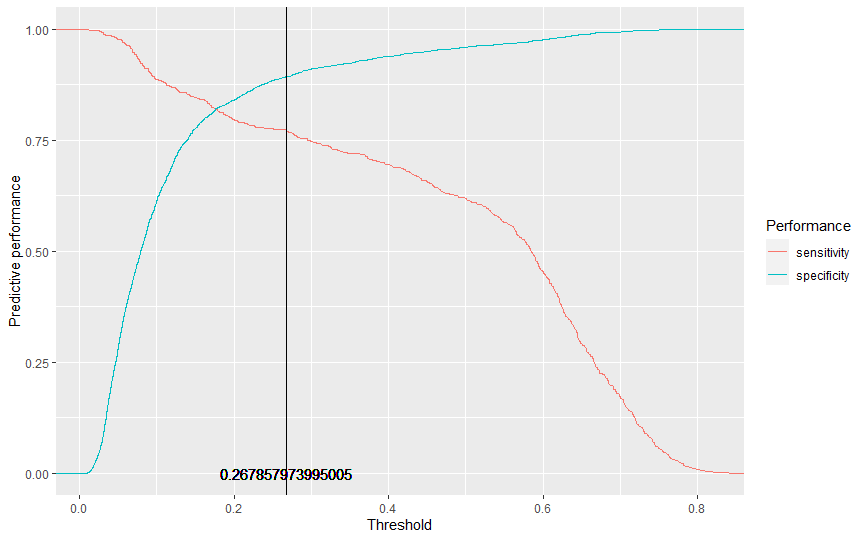 1.00
0.75
0.50
0.25
0.00
Predictive performance
0.267857973995005
0.0 0.2 0.4 0.6 0.8
Threshold
Performance
sensitivity
specificity